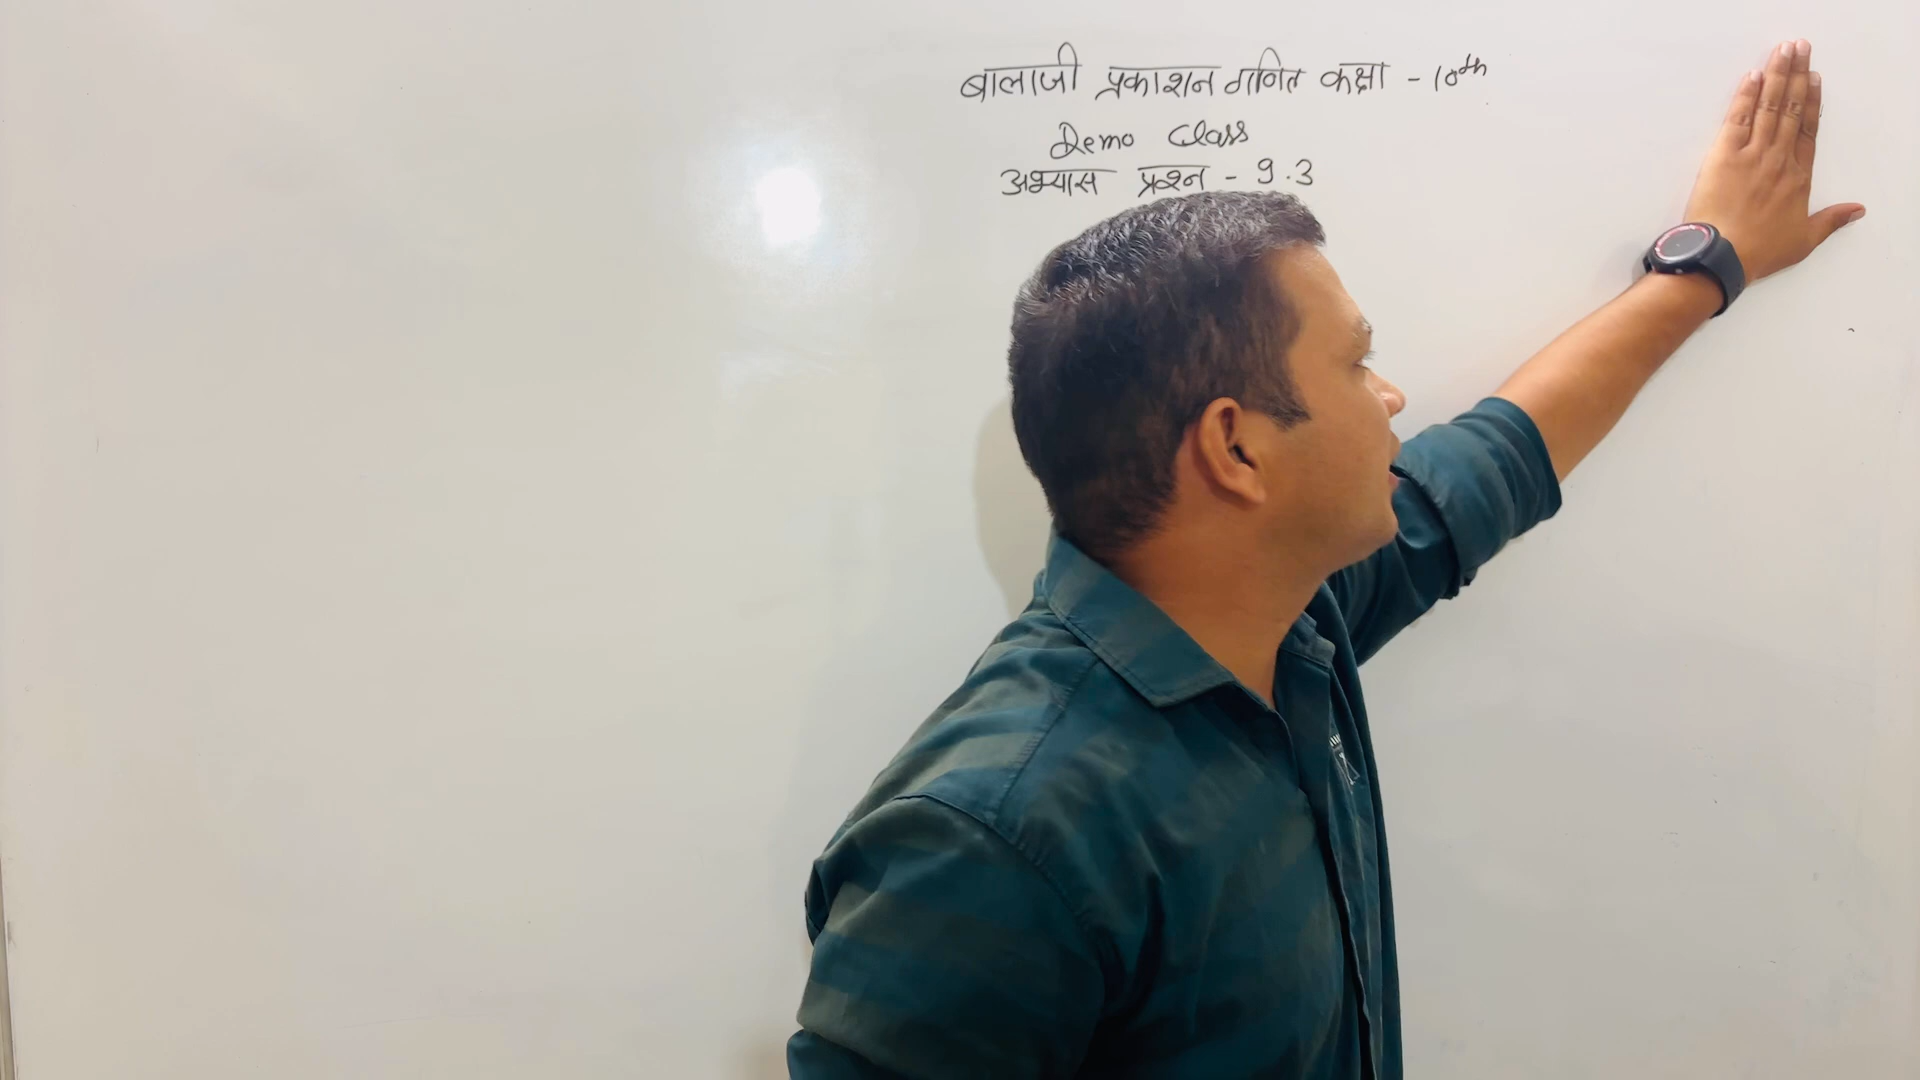 बालाजी प्रकाशन गणित कक्षा - 10th
Demo Class
अभ्यास प्रश्न - 9.3